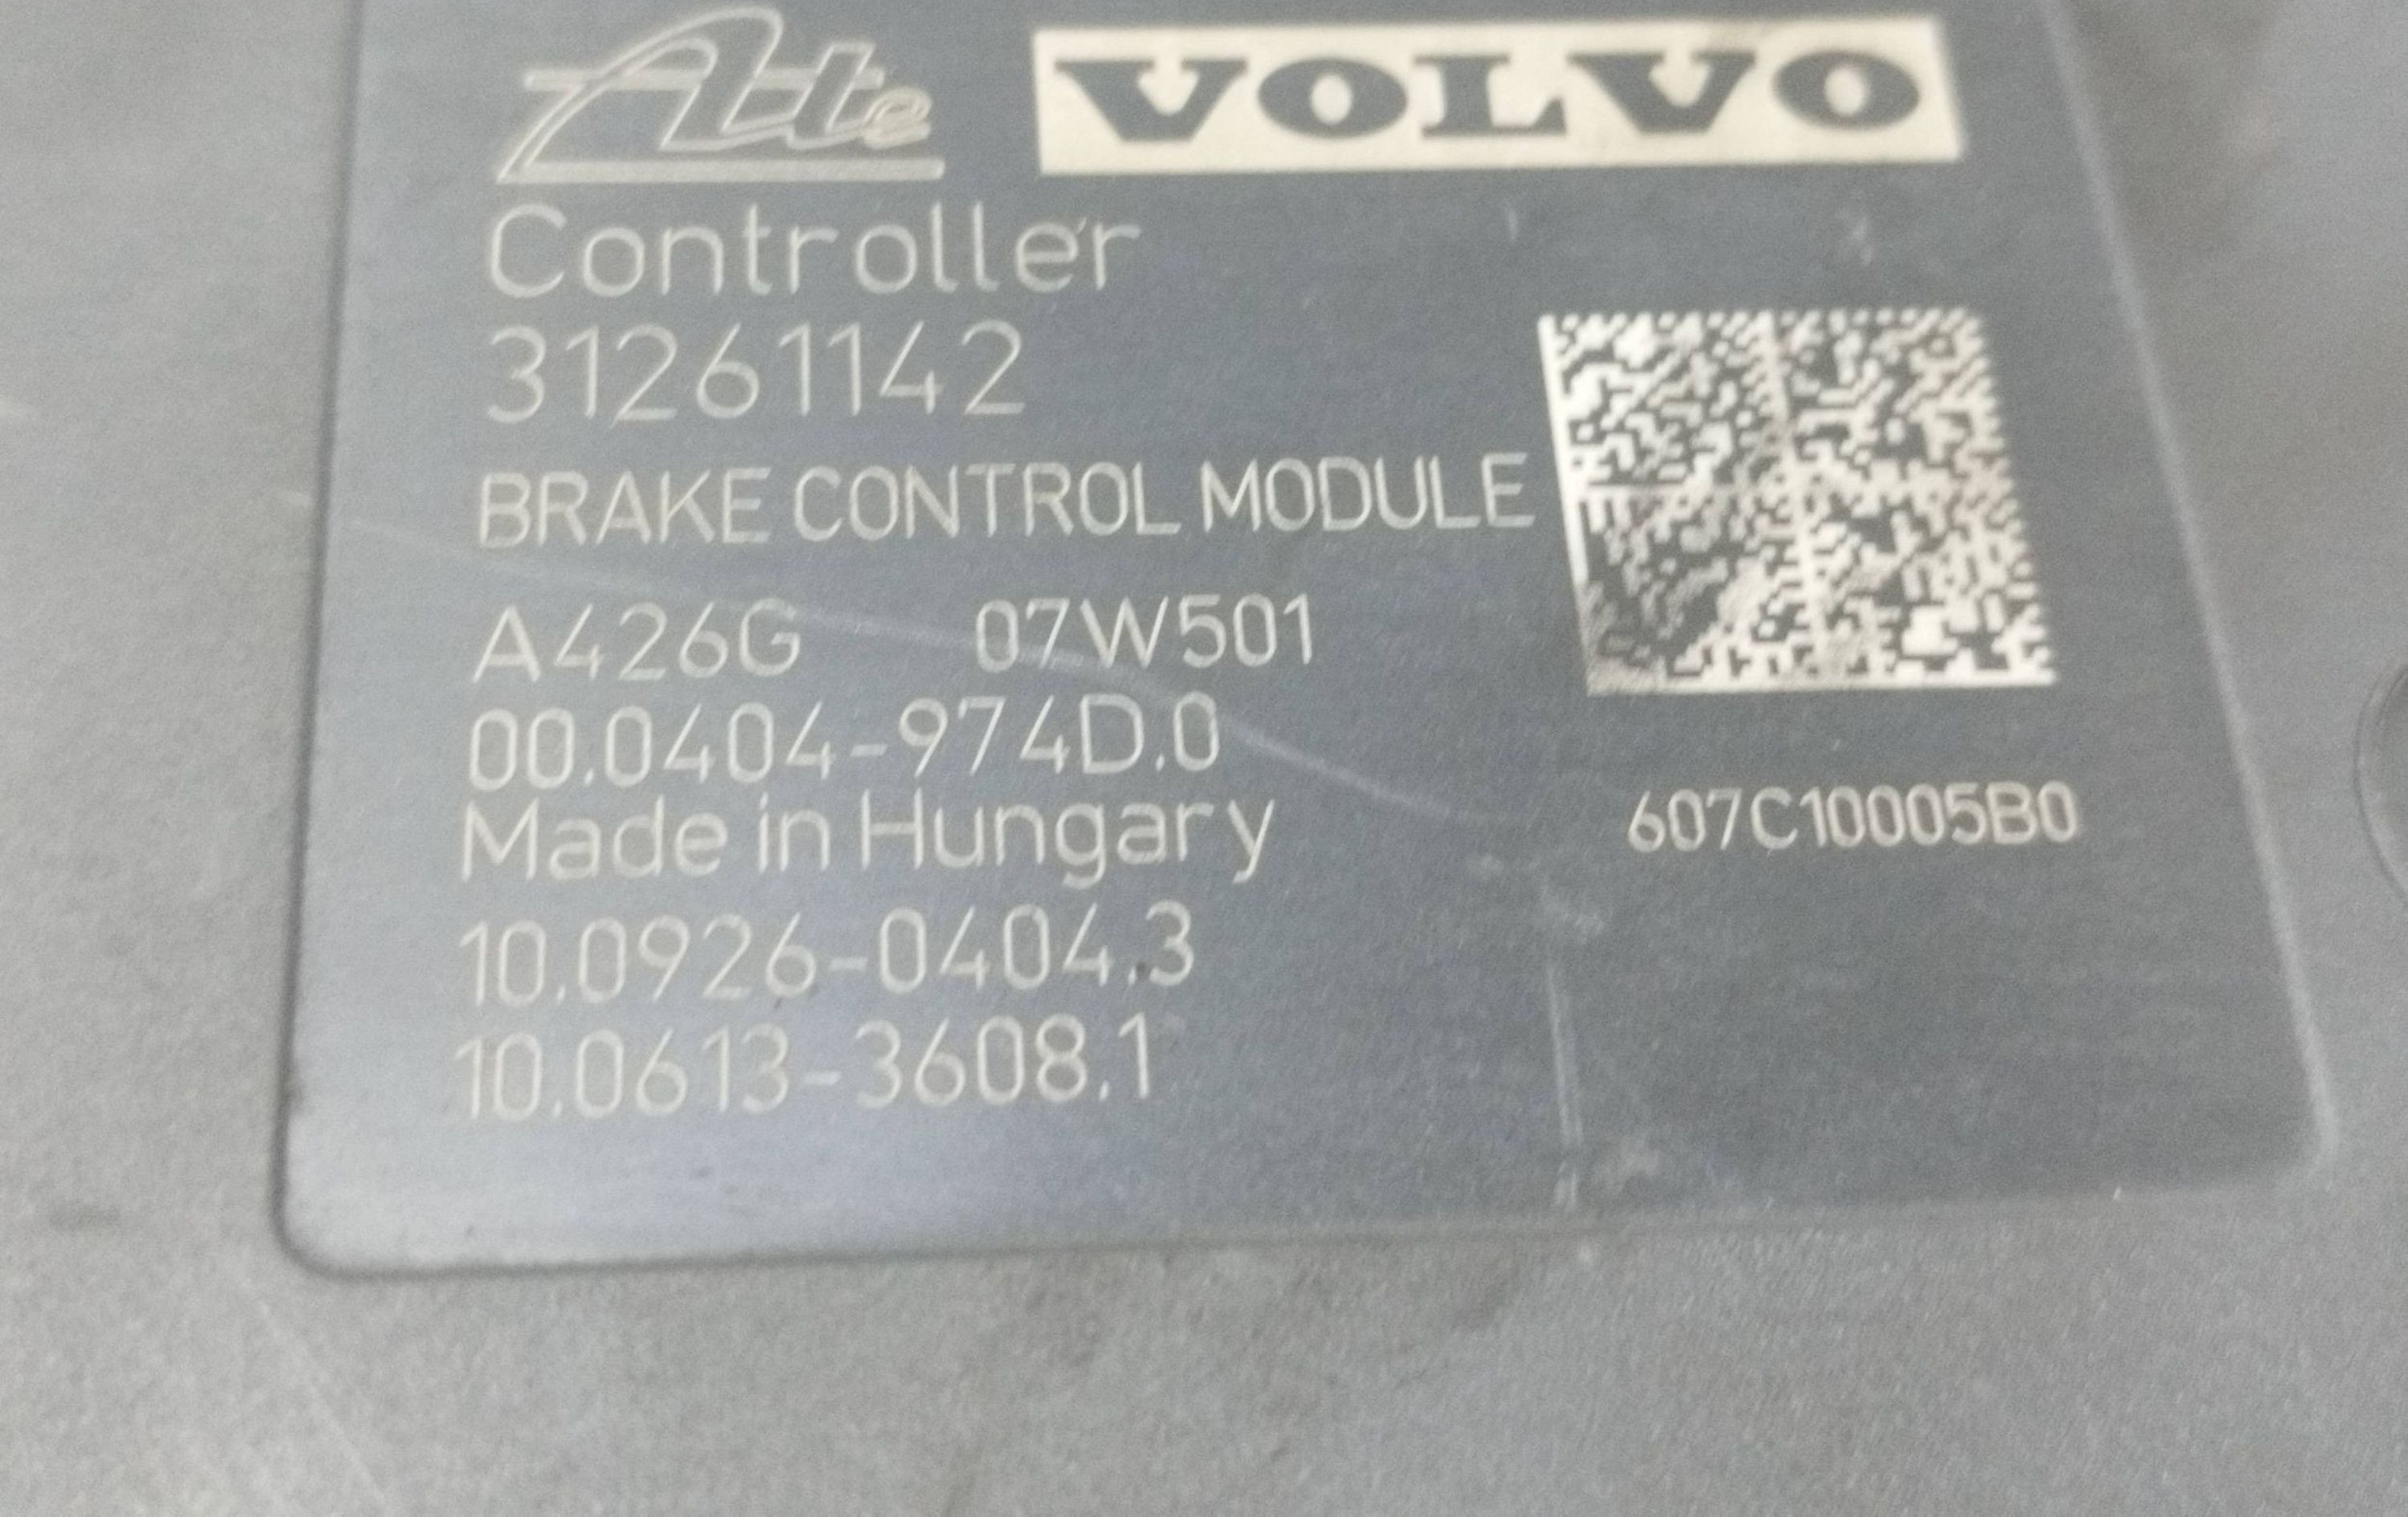 Ate VOLVO
Controller
31261142
BRAKE CONTROL MODULE
A426G 07W501
00.0404-974D.0
Made in Hungary
607C10005B0
10.0926-0404.3
10.0613-3608.1